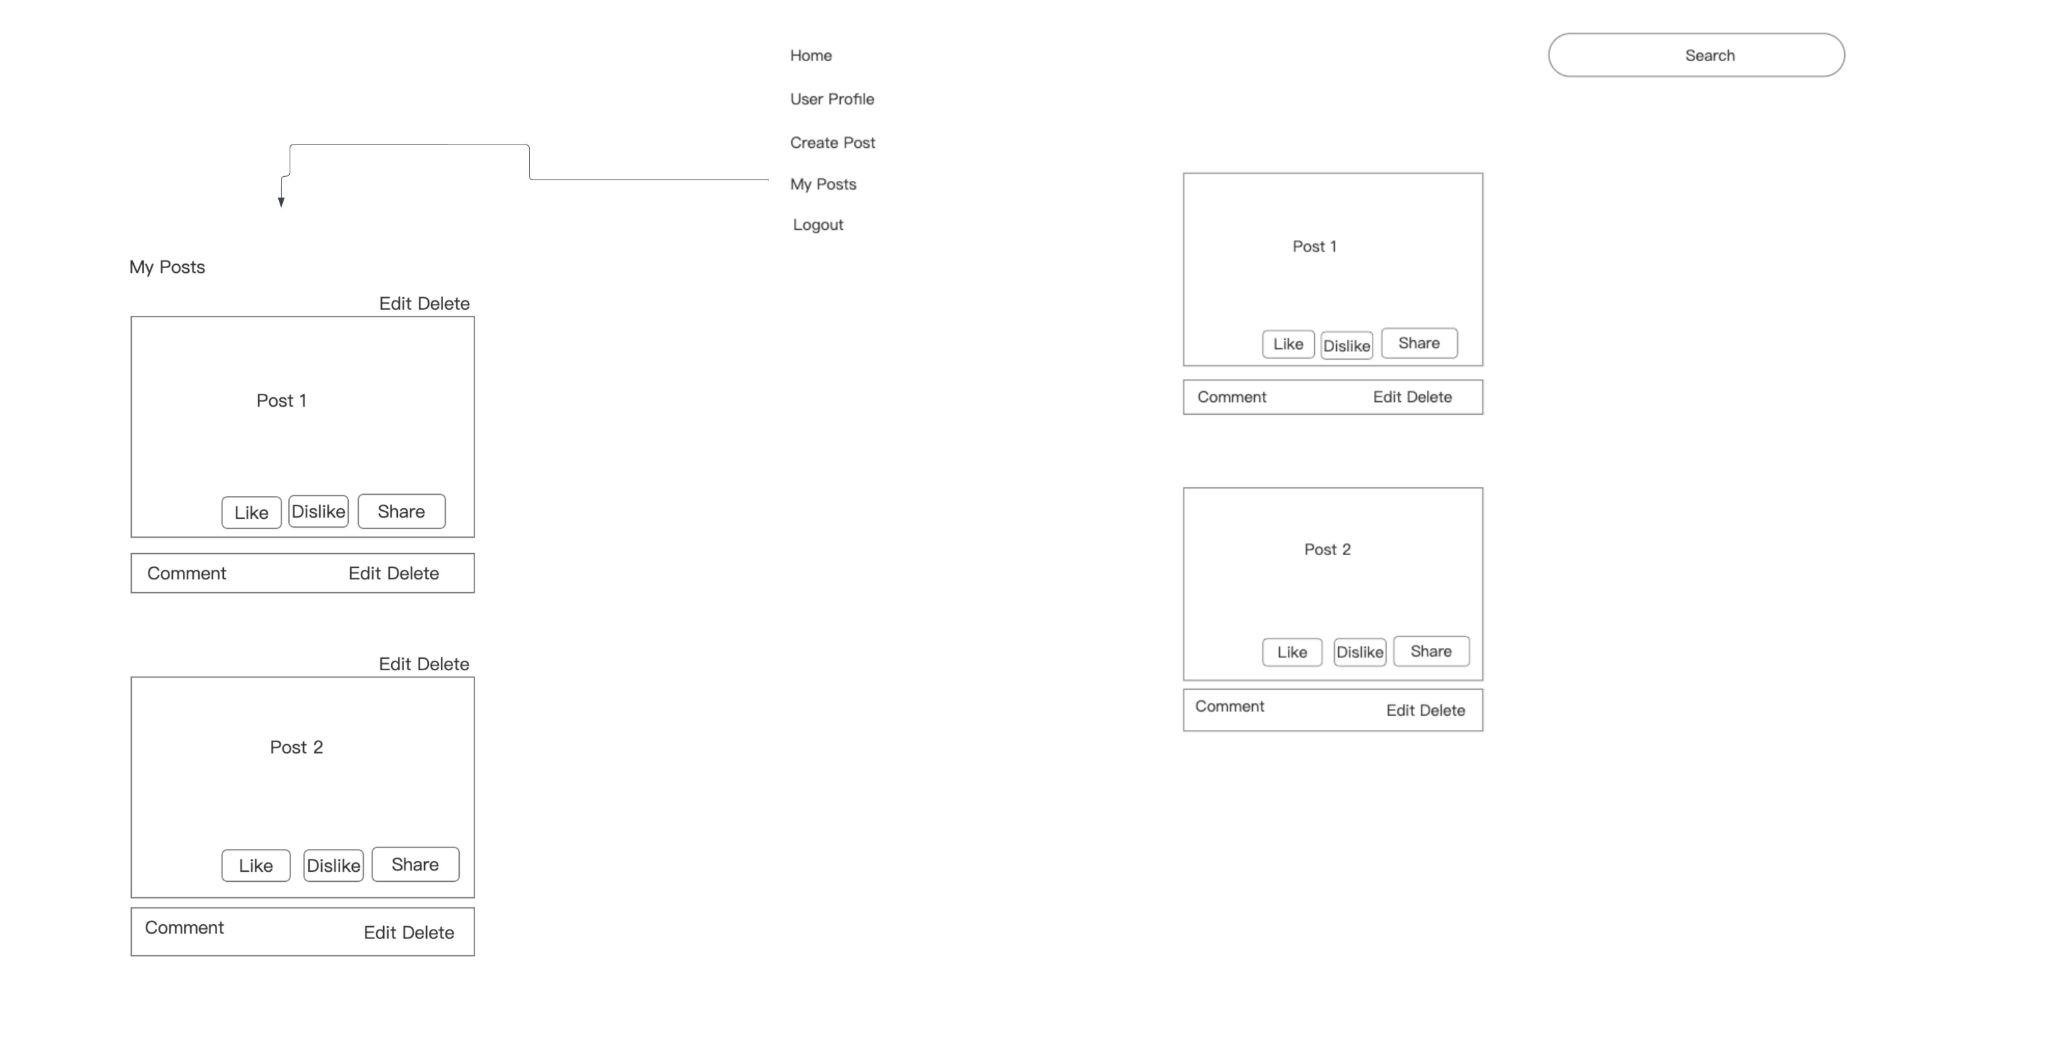 Home
User Profile
Create Post
My Posts
Logout
Search
My Posts
Edit Delete
Post 1
Like Dislike Share
Comment Edit Delete
Edit Delete
Post 2
Like Dislike Share
Comment Edit Delete
Post 1
Like Dislike Share
Comment Edit Delete
Post 2
Like Dislike Share
Comment Edit Delete